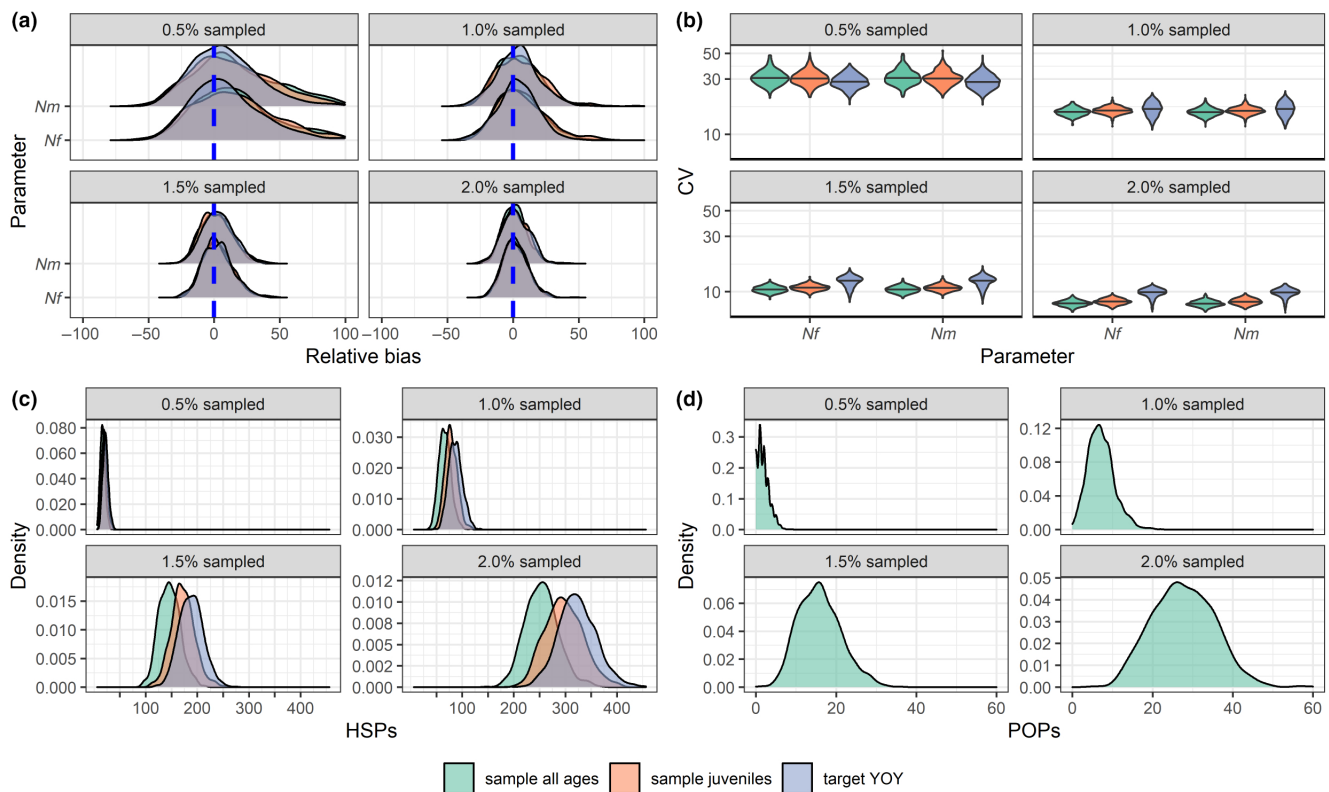 (a)
0.5% sampled
1.0% sampled
Nm
Nf
1.5% sampled
2.0% sampled
Nm
Nf
−100 −50 0 50 100
−100 −50 0 50 100
Parameter
Relative bias
(b)
0.5% sampled
1.0% sampled
50
30
10
1.5% sampled
2.0% sampled
50
30
10
Nf Nm
Nf Nm
CV
Parameter
(c)
0.5% sampled
1.0% sampled
0.080
0.060
0.040
0.020
0.000
0.030
0.020
0.010
0.000
1.5% sampled
2.0% sampled
0.015
0.010
0.005
0.000
0.012
0.010
0.008
0.005
0.002
0.000
100 200 300 400
100 200 300 400
Density
HSPs
(d)
0.5% sampled
1.0% sampled
0.3
0.2
0.1
0.0
0.12
0.08
0.04
0.00
1.5% sampled
2.0% sampled
0.06
0.04
0.02
0.00
0.05
0.04
0.03
0.02
0.01
0.00
0 20 40 60
0 20 40 60
Density
POPs
sample all ages
sample juveniles
target YOY